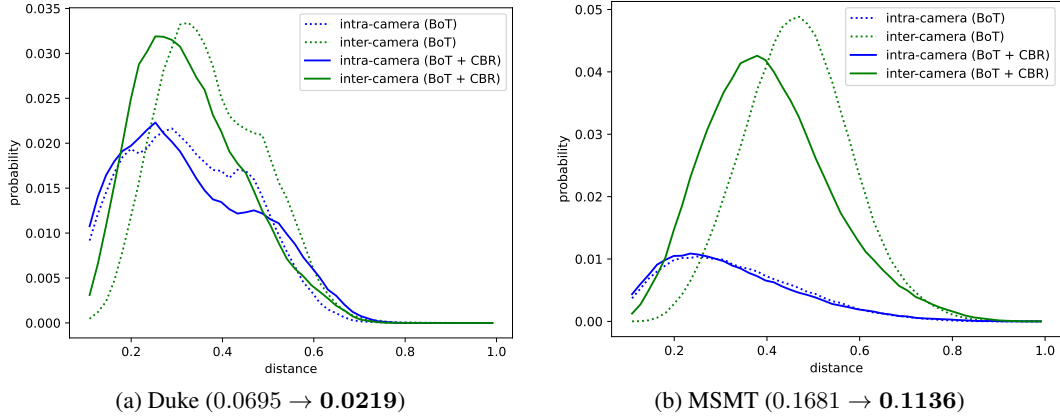 0.035
0.030
0.025
0.020
0.015
0.010
0.005
0.000
probability
0.2 0.4 0.6 0.8 1.0
distance
intra-camera (BoT)
inter-camera (BoT)
intra-camera (BoT + CBR)
inter-camera (BoT + CBR)
(a) Duke (0.0695 → 0.0219)
0.05
0.04
0.03
0.02
0.01
0.00
probability
0.2 0.4 0.6 0.8 1.0
distance
intra-camera (BoT)
inter-camera (BoT)
intra-camera (BoT + CBR)
inter-camera (BoT + CBR)
(b) MSMT (0.1681 → 0.1136)